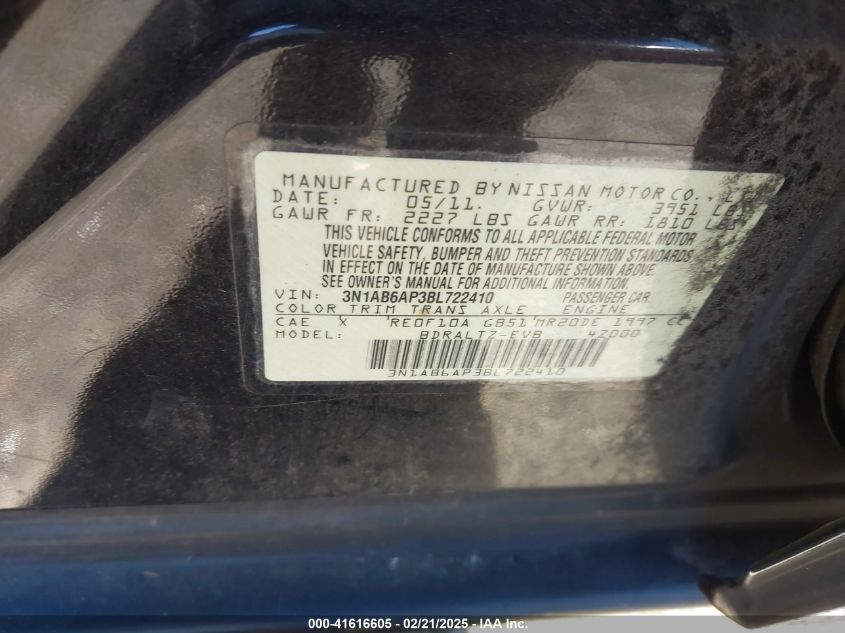 MANUFACTURED BY NISSAN MOTOR CO., LTD.
DATE: 05/11. GVWR: 3951 LBS
GAWR FR: 2227 LBS GAWR RR: 1810 LBS
THIS VEHICLE CONFORMS TO ALL APPLICABLE FEDERAL MOTOR
VEHICLE SAFETY, BUMPER AND THEFT PREVENTION STANDARDS
IN EFFECT ON THE DATE OF MANUFACTURE SHOWN ABOVE.
SEE OWNER'S MANUAL FOR ADDITIONAL INFORMATION.
VIN: 3N1AB6AP3BL722410 PASSENGER CAR
COLOR TRIM TRANS AXLE ENGINE
CAE X RE0F10A GB51 MR20DE 1997 CC
MODEL: BDRALTZ-EVB 42000
3N1AB6AP3BL722410
000-41616605 - 02/21/2025 - IAA Inc.